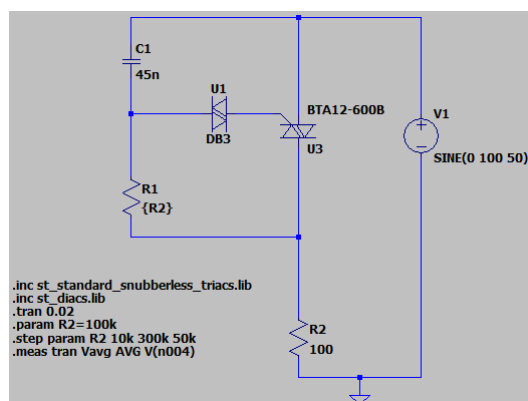 C1
45n
U1
DB3
BTA12-600B
U3
V1
SINE(0 100 50)
R1
{R2}
R2
100
.inc st_standard_snubberless_triacs.lib
.inc st_diacs.lib
.tran 0.02
.param R2=100k
.step param R2 10k 300k 50k
.meas tran Vavg AVG V(n004)